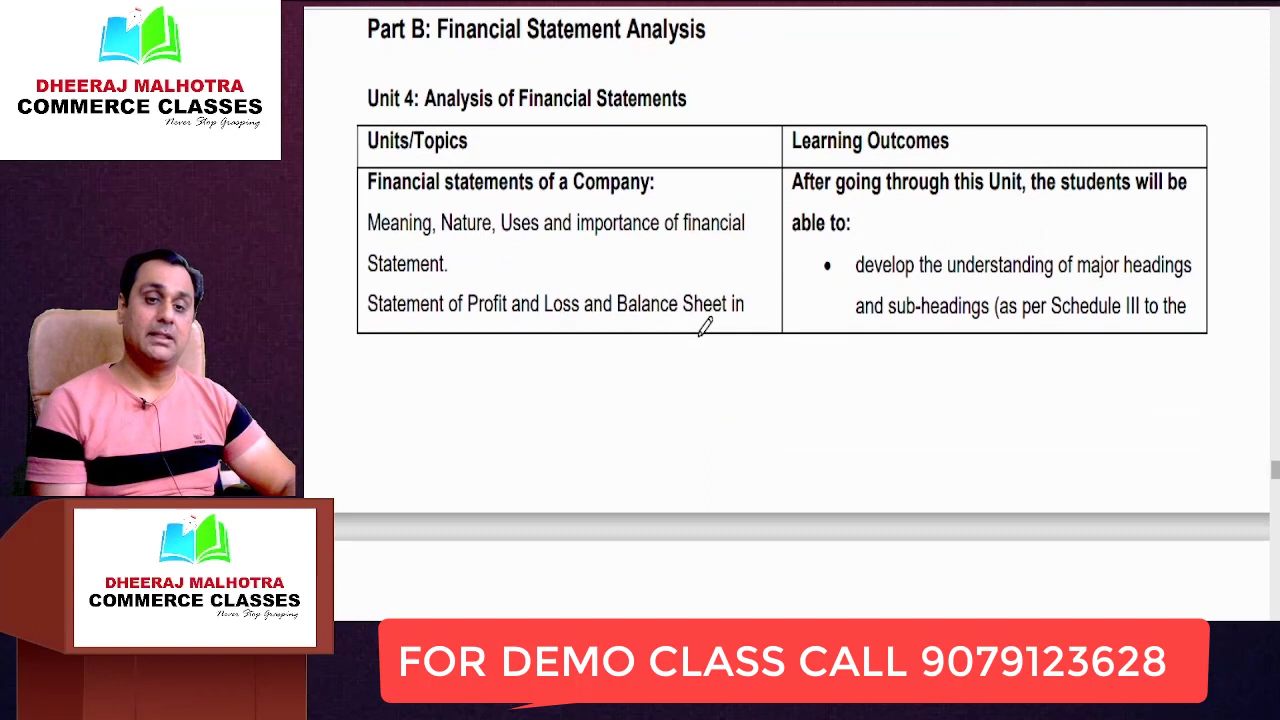 DHEERAJ MALHOTRA
COMMERCE CLASSES
Never Stop Grasping
Part B: Financial Statement Analysis
Unit 4: Analysis of Financial Statements
Units/Topics
Financial statements of a Company:
Meaning, Nature, Uses and importance of financial
Statement.
Statement of Profit and Loss and Balance Sheet in
Learning Outcomes
After going through this Unit, the students will be
able to:
• develop the understanding of major headings
and sub-headings (as per Schedule III to the
DHEERAJ MALHOTRA
COMMERCE CLASSES
Never Stop Grasping
FOR DEMO CLASS CALL 9079123628